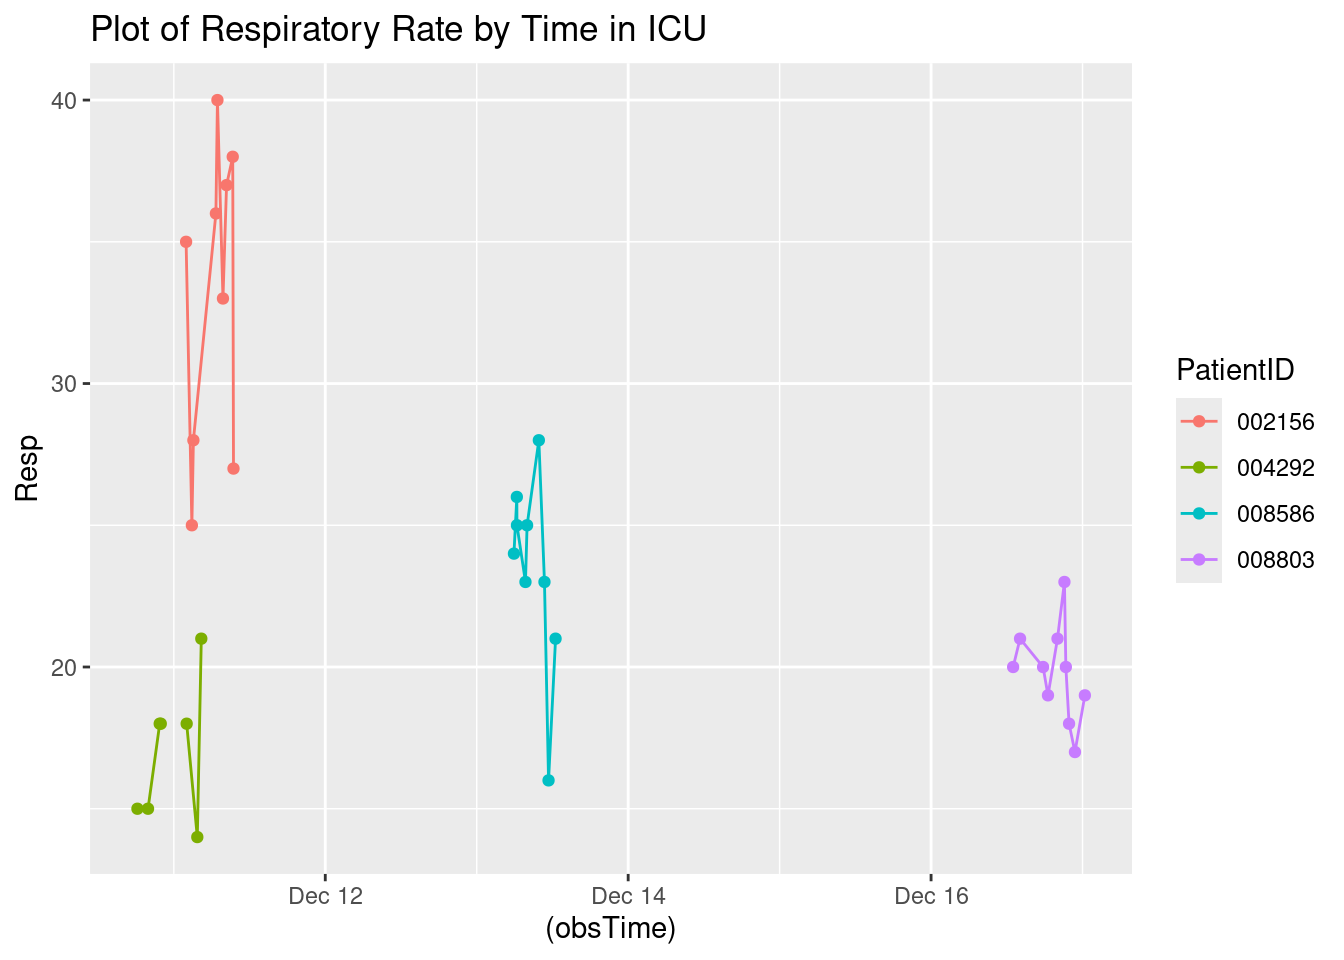 Plot of Respiratory Rate by Time in ICU
40
30
20
Resp
Dec 12
Dec 14
Dec 16
(obsTime)
PatientID
002156
004292
008586
008803